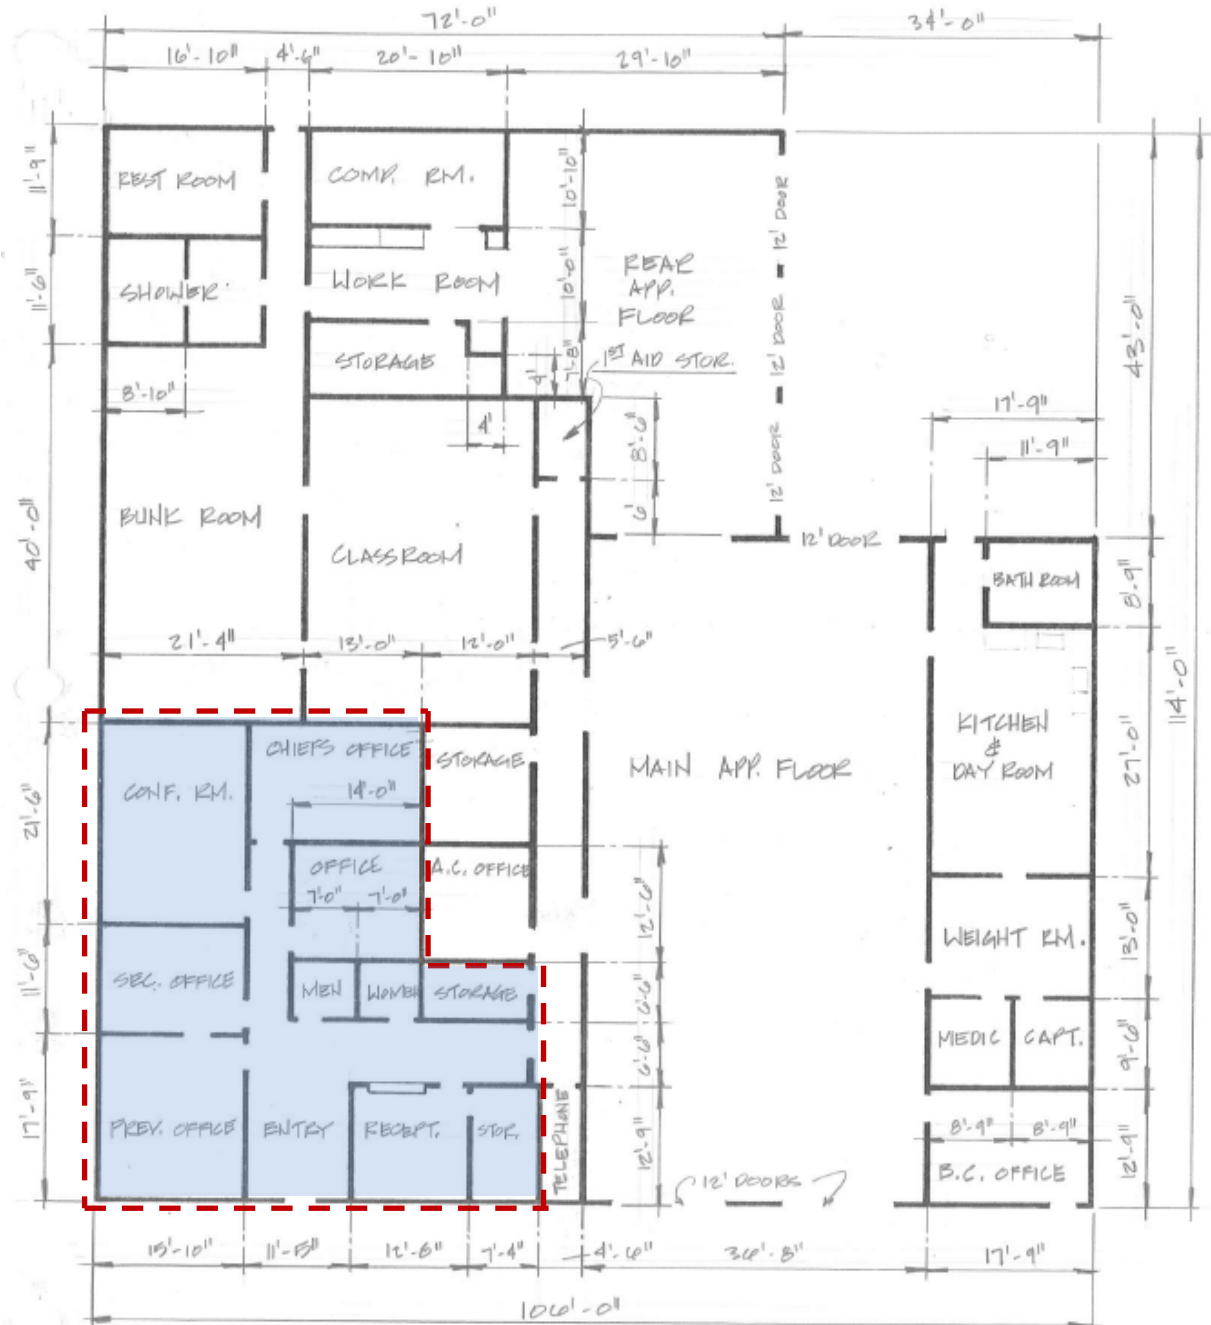 72'-0"
34'-0"
16'-10"
4'-6"
20'-10"
29'-10"
11'-9"
REST ROOM
COMP. RM.
10'-10"
12' DOOR
11'-6"
SHOWER
WORK ROOM
10'-0"
REAR
APP.
FLOOR
12' DOOR
43'-0"
STORAGE
4'
7'-8"
1ST AID STOR.
8'-10"
4'
8'-6"
12' DOOR
17'-9"
11'-9"
40'-0"
BUNK ROOM
CLASSROOM
6'
12' DOOR
BATH ROOM
8'-9"
21'-4"
13'-0"
12'-0"
5'-6"
114'-0"
CHIEFS OFFICE
STORAGE
MAIN APP. FLOOR
KITCHEN
&
DAY ROOM
27'-0"
21'-6"
CONF. RM.
14'-0"
OFFICE
A.C. OFFICE
7'-0"
7'-0"
12'-6"
WEIGHT RM.
13'-0"
11'-6"
SEC. OFFICE
MEN
WOMEN
STORAGE
6'-6"
MEDIC
CAPT.
9'-6"
6'-6"
17'-9"
PREV. OFFICE
ENTRY
RECEPT.
STOR.
TELEPHONE
12'-9"
8'-9"
8'-9"
12'-9"
12' DOORS
B.C. OFFICE
15'-10"
7'-4"
4'-6"
36'-8"
17'-9"
106'-0"